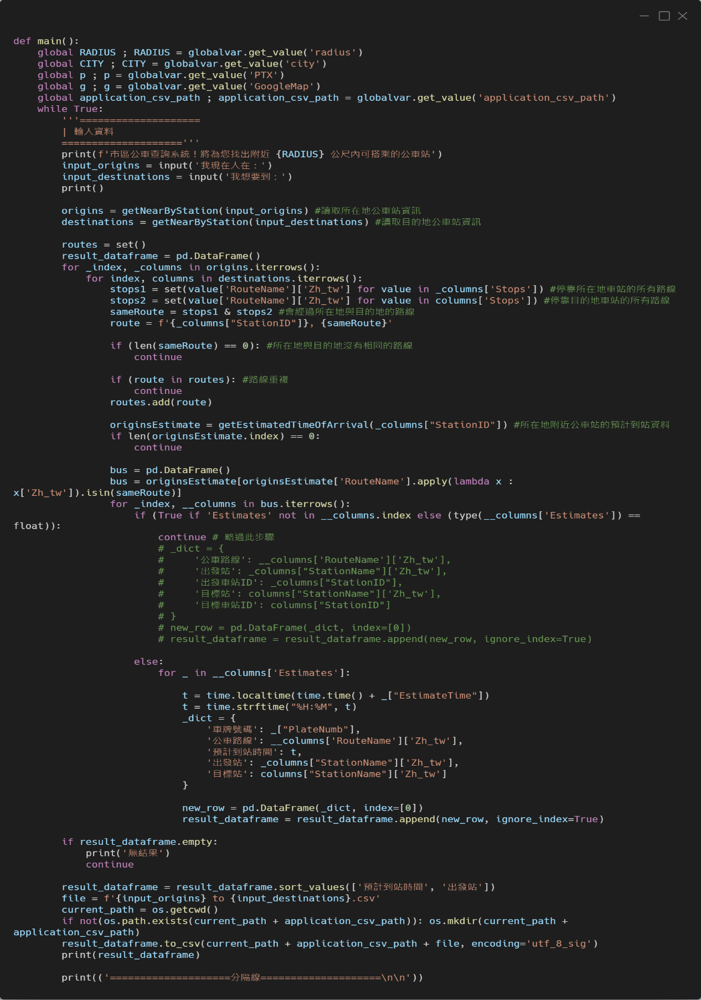 def main():
    global RADIUS ; RADIUS = globalvar.get_value('radius')
    global CITY ; CITY = globalvar.get_value('city')
    global p ; p = globalvar.get_value('PTX')
    global g ; g = globalvar.get_value('GoogleMap')
    global application_csv_path ; application_csv_path = globalvar.get_value('application_csv_path')
    while True:
        '''====================
        | 輸入資料
        ===================='''
        print(f'市區公車查詢系統！將為您找出附近 {RADIUS} 公尺內可搭乘的公車站')
        input_origins = input('我現在人在：')
        input_destinations = input('我想要到：')
        print()

        origins = getNearByStation(input_origins) #讀取所在地公車站資訊
        destinations = getNearByStation(input_destinations) #讀取目的地公車站資訊

        routes = set()
        result_dataframe = pd.DataFrame()
        for _index, _columns in origins.iterrows():
            for index, columns in destinations.iterrows():
                stops1 = set(value['RouteName']['Zh_tw'] for value in _columns['Stops']) #停靠所在地車站的所有路線
                stops2 = set(value['RouteName']['Zh_tw'] for value in columns['Stops']) #停靠目的地車站的所有路線
                sameRoute = stops1 & stops2 #會經過所在地與目的地的路線
                route = f'{_columns["StationID"]}, {sameRoute}'

                if (len(sameRoute) == 0): #所在地與目的地沒有相同的路線
                    continue

                if (route in routes): #路線重複
                    continue
                routes.add(route)

                originsEstimate = getEstimatedTimeOfArrival(_columns["StationID"]) #所在地附近公車站的預計到站資料
                if len(originsEstimate.index) == 0:
                    continue

                bus = pd.DataFrame()
                bus = originsEstimate[originsEstimate['RouteName'].apply(lambda x :
x['Zh_tw']).isin(sameRoute)]
                for _index, __columns in bus.iterrows():
                    if (True if 'Estimates' not in __columns.index else (type(__columns['Estimates']) ==
float)):
                        continue # 略過此步驟
                        # _dict = {
                        #     '公車路線': __columns['RouteName']['Zh_tw'],
                        #     '出發站': _columns["StationName"]['Zh_tw'],
                        #     '出發車站ID': _columns["StationID"],
                        #     '目標站': columns["StationName"]['Zh_tw'],
                        #     '目標車站ID': columns["StationID"]
                        # }
                        # new_row = pd.DataFrame(_dict, index=[0])
                        # result_dataframe = result_dataframe.append(new_row, ignore_index=True)

                    else:
                        for _ in __columns['Estimates']:

                            t = time.localtime(time.time() + _["EstimateTime"])
                            t = time.strftime("%H:%M", t)
                            _dict = {
                                '車牌號碼': _["PlateNumb"],
                                '公車路線': __columns['RouteName']['Zh_tw'],
                                '預計到站時間': t,
                                '出發站': _columns["StationName"]['Zh_tw'],
                                '目標站': columns["StationName"]['Zh_tw']
                            }

                            new_row = pd.DataFrame(_dict, index=[0])
                            result_dataframe = result_dataframe.append(new_row, ignore_index=True)

        if result_dataframe.empty:
            print('無結果')
            continue

        result_dataframe = result_dataframe.sort_values(['預計到站時間', '出發站'])
        file = f'{input_origins} to {input_destinations}.csv'
        current_path = os.getcwd()
        if not(os.path.exists(current_path + application_csv_path)): os.mkdir(current_path +
application_csv_path)
        result_dataframe.to_csv(current_path + application_csv_path + file, encoding='utf_8_sig')
        print(result_dataframe)

        print(('====================分隔線====================\n\n'))